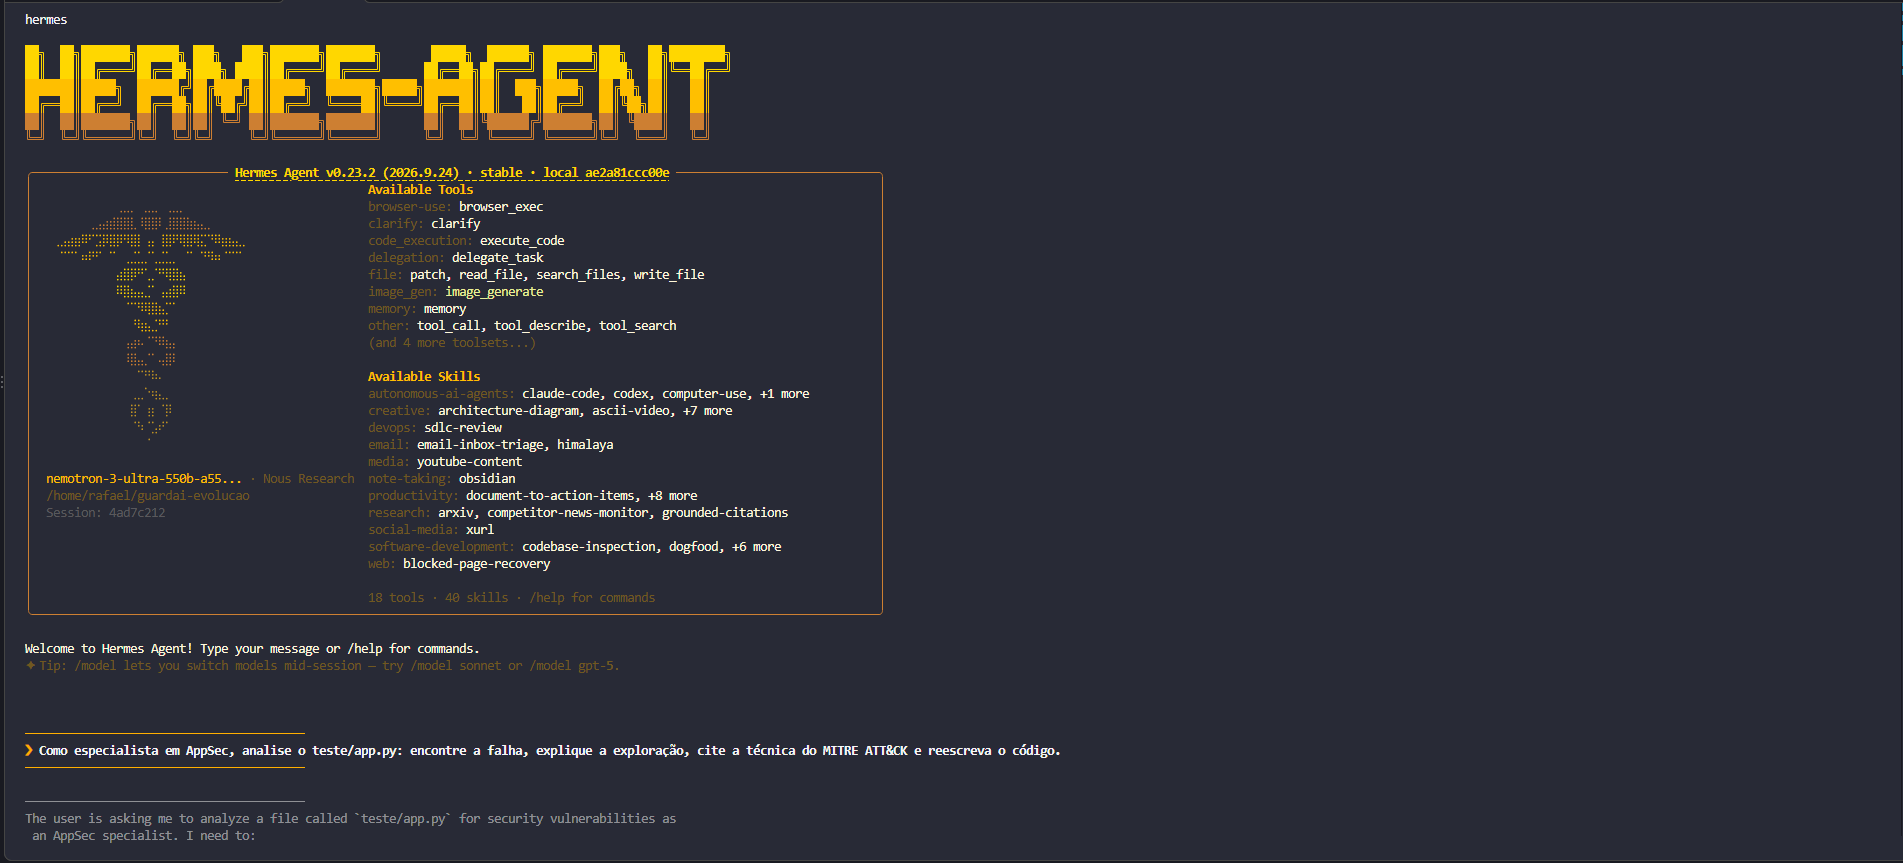 hermes
HERMES-AGENT
Hermes Agent v0.23.2 (2026.9.24) · stable · local ae2a81ccc00e
Available Tools
browser-use: browser_exec
clarify: clarify
code_execution: execute_code
delegation: delegate_task
file: patch, read_file, search_files, write_file
image_gen: image_generate
memory: memory
other: tool_call, tool_describe, tool_search
(and 4 more toolsets...)
Available Skills
autonomous-ai-agents: claude-code, codex, computer-use, +1 more
creative: architecture-diagram, ascii-video, +7 more
devops: sdlc-review
email: email-inbox-triage, himalaya
media: youtube-content
note-taking: obsidian
productivity: document-to-action-items, +8 more
research: arxiv, competitor-news-monitor, grounded-citations
social-media: xurl
software-development: codebase-inspection, dogfood, +6 more
web: blocked-page-recovery
18 tools · 40 skills · /help for commands
nemotron-3-ultra-550b-a55... · Nous Research
/home/rafael/guardai-evolucao
Session: 4ad7c212
Welcome to Hermes Agent! Type your message or /help for commands.
✦ Tip: /model lets you switch models mid-session — try /model sonnet or /model gpt-5.
❯ Como especialista em AppSec, analise o teste/app.py: encontre a falha, explique a exploração, cite a técnica do MITRE ATT&CK e reescreva o código.
The user is asking me to analyze a file called `teste/app.py` for security vulnerabilities as
an AppSec specialist. I need to: